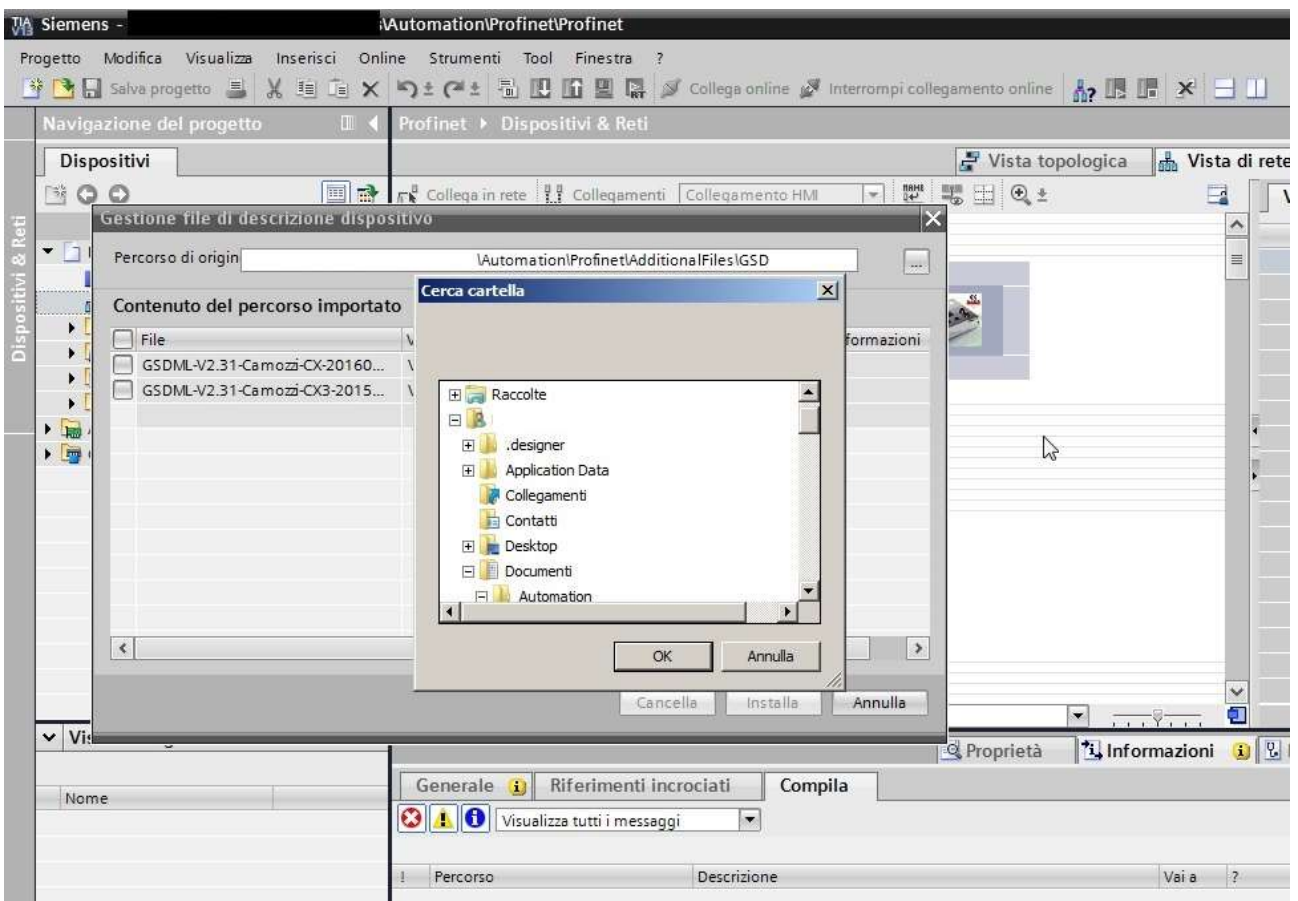 TIA V13 Siemens - \Automation\Profinet\Profinet
Progetto Modifica Visualizza Inserisci Online Strumenti Tool Finestra ?
Salva progetto Collega online Interrompi collegamento online
Navigazione del progetto Profinet Dispositivi & Reti
Dispositivi Vista topologica Vista di rete
Collega in rete Collegamenti Collegamento HMI
Dispositivi & Reti
Gestione file di descrizione dispositivo
Percorso di origin \Automation\Profinet\AdditionalFiles\GSD ...
Cerca cartella
Contenuto del percorso importato
File V formazioni
GSDML-V2.31-Camozzi-CX-20160... V
GSDML-V2.31-Camozzi-CX3-2015... V
Raccolte
.designer
Application Data
Collegamenti
Contatti
Desktop
Documenti
Automation
OK Annulla
Cancella Installa Annulla
Proprietà Informazioni
Generale Riferimenti incrociati Compila
Nome
Visualizza tutti i messaggi
! Percorso Descrizione Vai a ?